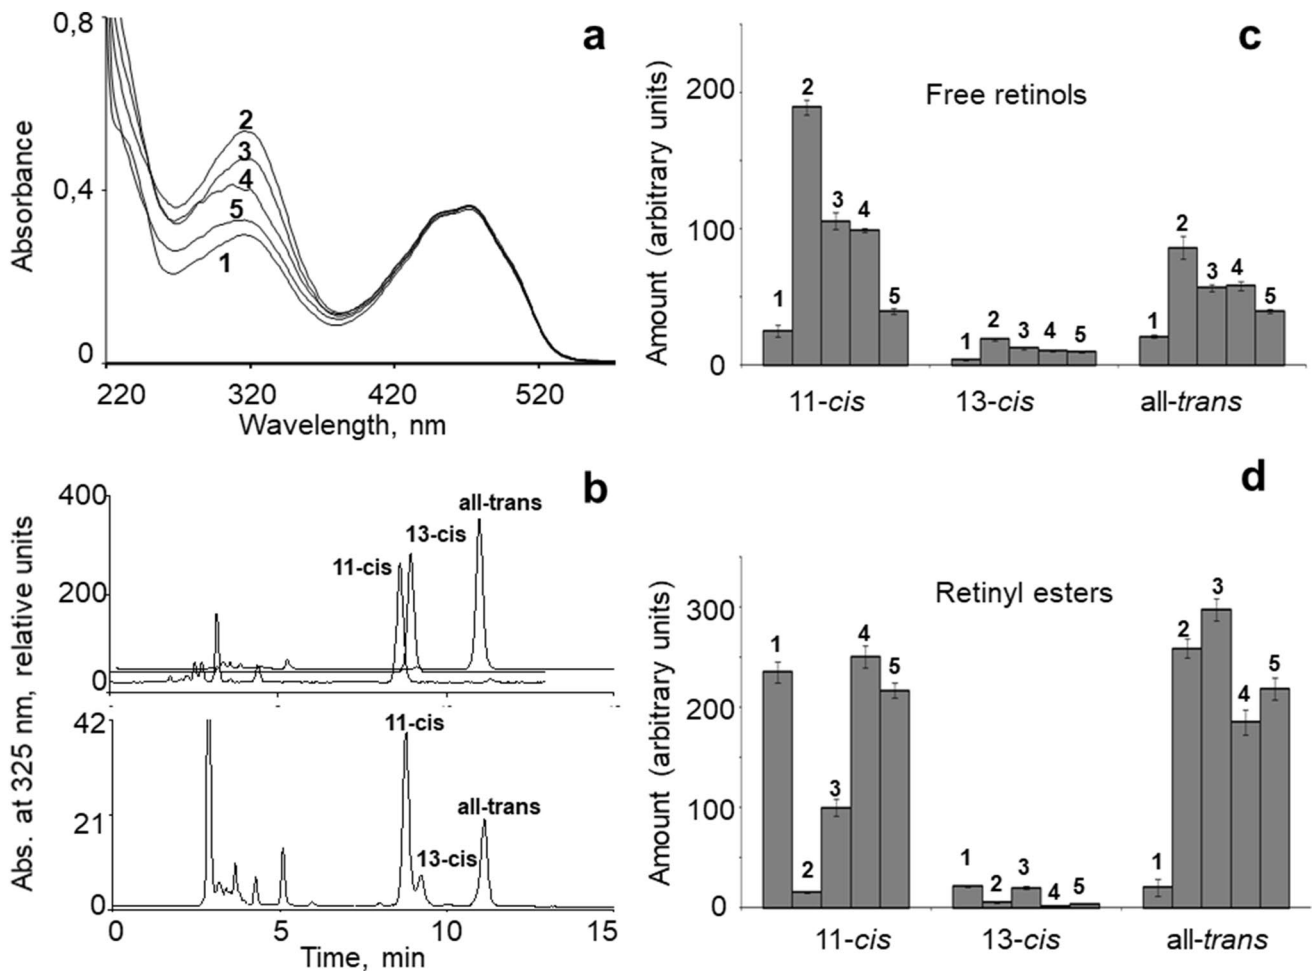 a
0,8
0,4
0
Absorbance
2
3
4
5
1
220 320 420 520
Wavelength, nm
b
400
200
0
all-trans
13-cis
11-cis
42
21
0
11-cis
all-trans
13-cis
Abs. at 325 nm, relative units
0 5 10 15
Time, min
c
Free retinols
200
100
0
Amount (arbitrary units)
1 2 3 4 5
1 2 3 4 5
1 2 3 4 5
11-cis 13-cis all-trans
d
Retinyl esters
300
200
100
0
Amount (arbitrary units)
1 2 3 4 5
1 2 3 4 5
1 2 3 4 5
11-cis 13-cis all-trans